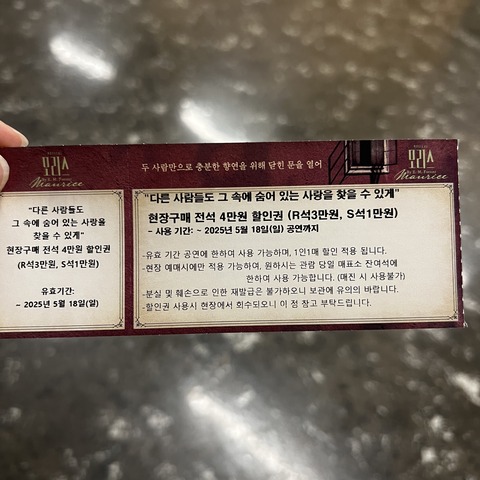 모리스
By E. M. Forster
Maurice
"다른 사람들도
그 속에 숨어 있는 사랑을
찾을 수 있게"
현장구매 전석 4만원 할인권
(R석3만원, S석1만원)
유효기간:
~ 2025년 5월 18일(일)
두 사람만으로 충분한 향연을 위해 닫힌 문을 열어
모리스
By E. M. Forster
Maurice
"다른 사람들도 그 속에 숨어 있는 사랑을 찾을 수 있게"
현장구매 전석 4만원 할인권 (R석3만원, S석1만원)
- 사용 기간: ~ 2025년 5월 18일(일) 공연까지
-유효 기간 공연에 한하여 사용 가능하며, 1인1매 할인 적용 됩니다.
-현장 예매시에만 적용 가능하며, 원하시는 관람 당일 매표소 잔여석에
한하여 사용 가능합니다. (매진 시 사용불가)
-분실 및 훼손으로 인한 재발급은 불가하오니 보관에 유의의 바랍니다.
-할인권 사용시 현장에서 회수되오니 이 점 참고 부탁드립니다.